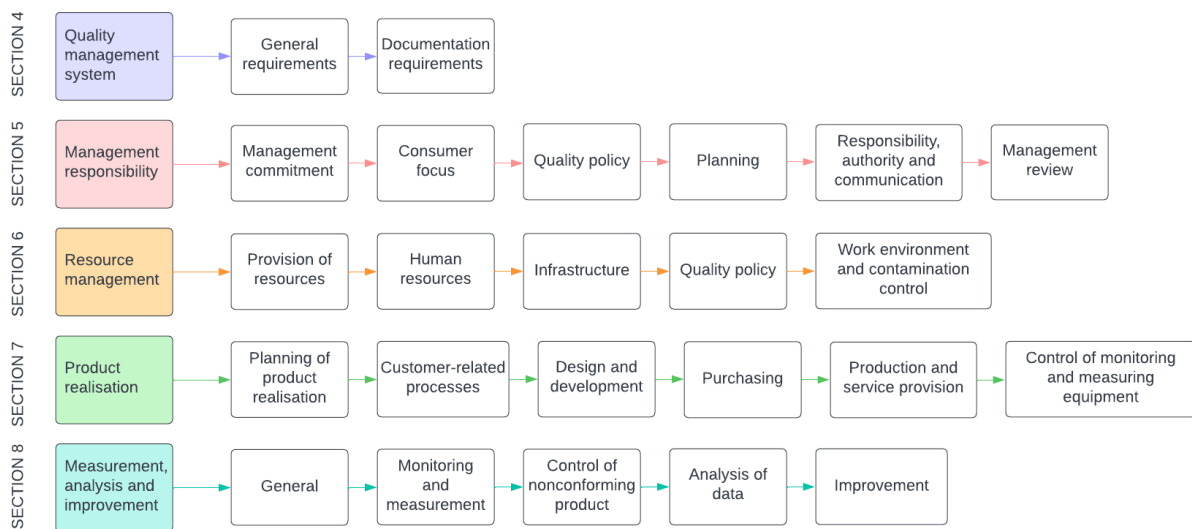 SECTION 4
Quality
management
system
General
requirements
Documentation
requirements
SECTION 5
Management
responsibility
Management
commitment
Consumer
focus
Quality policy
Planning
Responsibility,
authority and
communication
Management
review
SECTION 6
Resource
management
Provision of
resources
Human
resources
Infrastructure
Quality policy
Work environment
and contamination
control
SECTION 7
Product
realisation
Planning of
product
realisation
Customer-related
processes
Design and
development
Purchasing
Production and
service provision
Control of monitoring
and measuring
equipment
SECTION 8
Measurement,
analysis and
improvement
General
Monitoring
and
measurement
Control of
nonconforming
product
Analysis of
data
Improvement